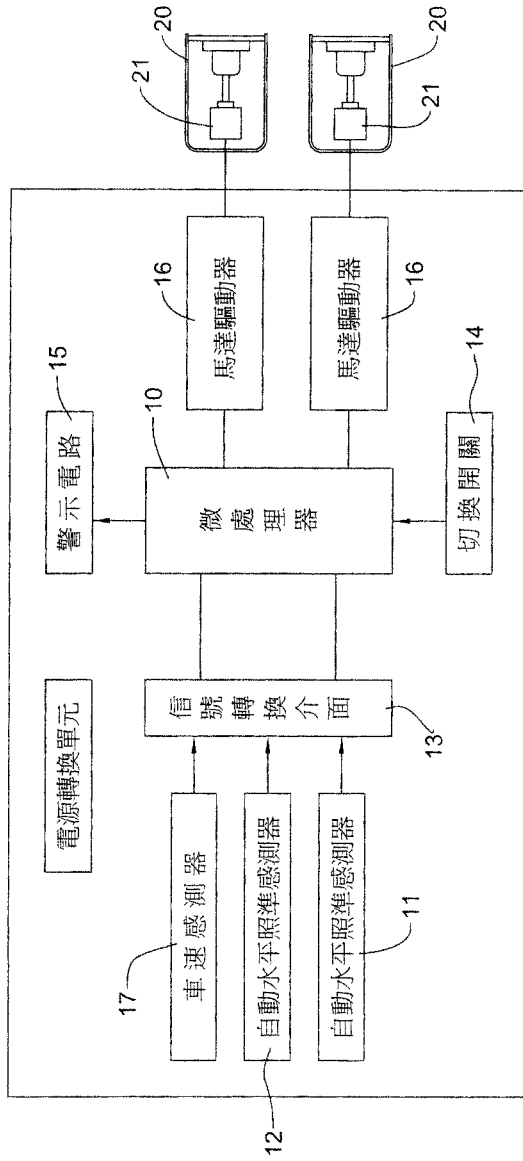 20
21
20
21
16
馬達驅動器
馬達驅動器
16
15
警示電路
10
微處理器
14
切換開關
電源轉換單元
信號轉換介面
13
17
車速感測器
12
自動水平照準感測器
自動水平照準感測器
11